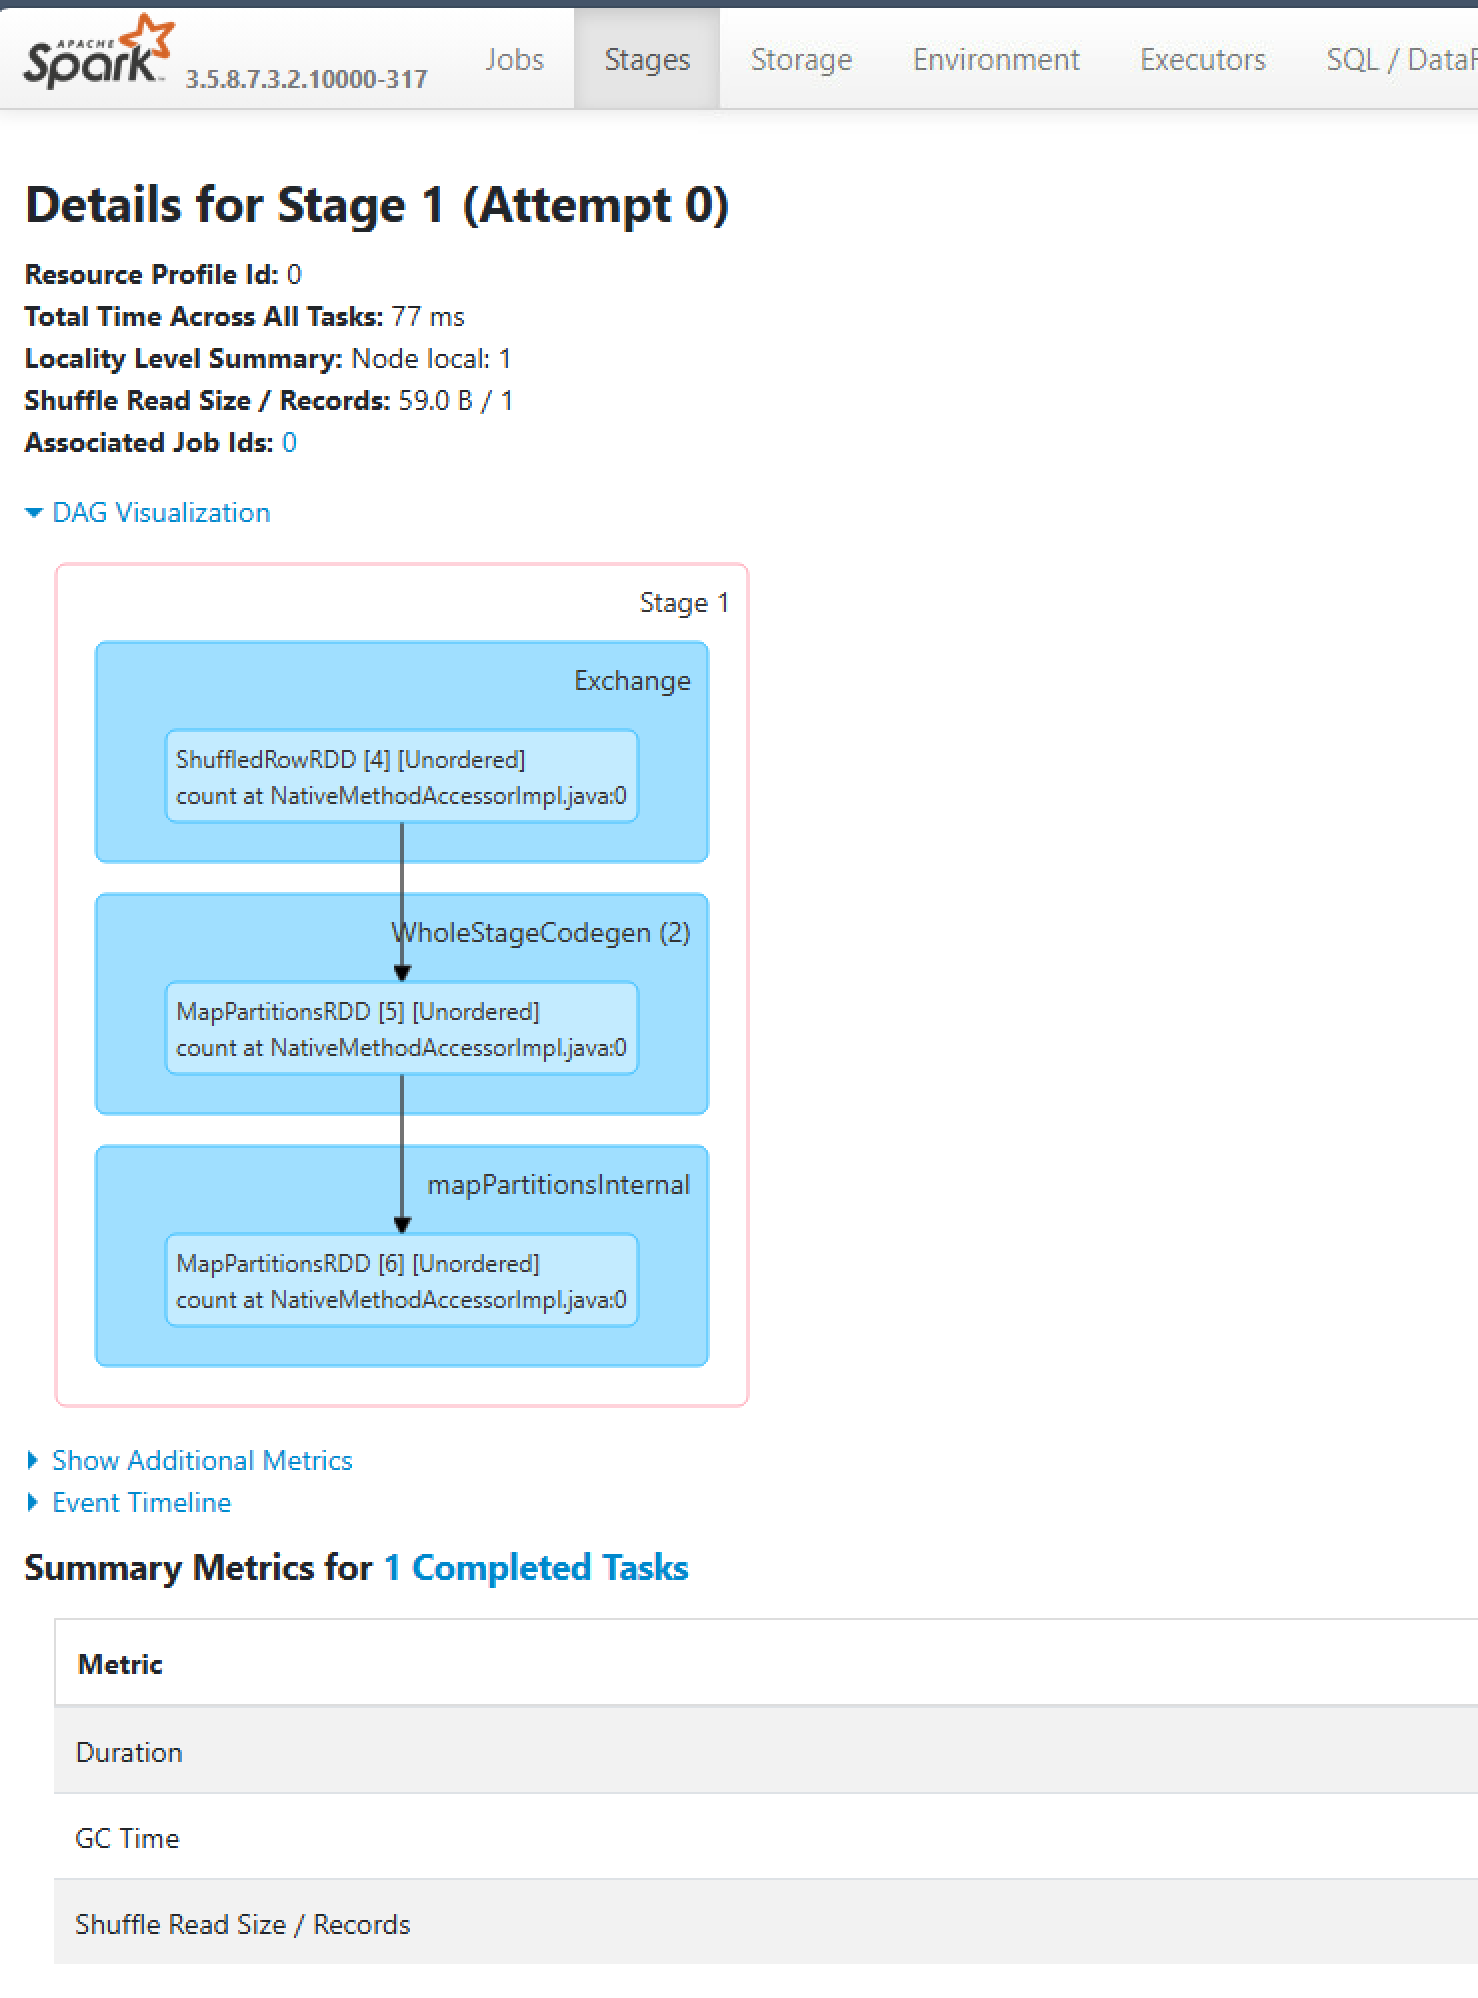 APACHE
Spark™ 3.5.8.7.3.2.10000-317 Jobs Stages Storage Environment Executors SQL / DataF
Details for Stage 1 (Attempt 0)
Resource Profile Id: 0
Total Time Across All Tasks: 77 ms
Locality Level Summary: Node local: 1
Shuffle Read Size / Records: 59.0 B / 1
Associated Job Ids: 0
DAG Visualization
Stage 1
Exchange
ShuffledRowRDD [4] [Unordered]
count at NativeMethodAccessorImpl.java:0
WholeStageCodegen (2)
MapPartitionsRDD [5] [Unordered]
count at NativeMethodAccessorImpl.java:0
mapPartitionsInternal
MapPartitionsRDD [6] [Unordered]
count at NativeMethodAccessorImpl.java:0
Show Additional Metrics
Event Timeline
Summary Metrics for 1 Completed Tasks
Metric
Duration
GC Time
Shuffle Read Size / Records